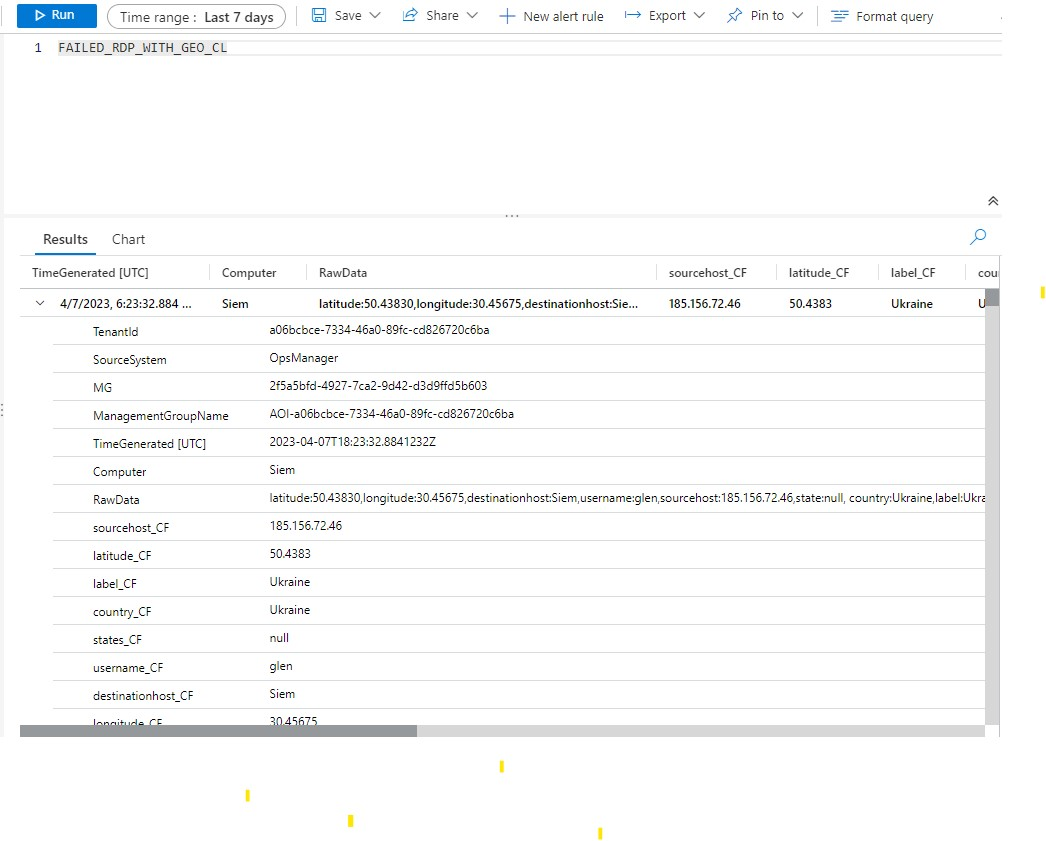 Run Time range : Last 7 days Save Share New alert rule Export Pin to Format query
1 FAILED_RDP_WITH_GEO_CL
Results Chart
TimeGenerated [UTC] Computer RawData sourcehost_CF latitude_CF label_CF cou
4/7/2023, 6:23:32.884 ... Siem latitude:50.43830,longitude:30.45675,destinationhost:Sie... 185.156.72.46 50.4383 Ukraine U
TenantId a06bcbce-7334-46a0-89fc-cd826720c6ba
SourceSystem OpsManager
MG 2f5a5bfd-4927-7ca2-9d42-d3d9ffd5b603
ManagementGroupName AOI-a06bcbce-7334-46a0-89fc-cd826720c6ba
TimeGenerated [UTC] 2023-04-07T18:23:32.8841232Z
Computer Siem
RawData latitude:50.43830,longitude:30.45675,destinationhost:Siem,username:glen,sourcehost:185.156.72.46,state:null, country:Ukraine,label:Ukra
sourcehost_CF 185.156.72.46
latitude_CF 50.4383
label_CF Ukraine
country_CF Ukraine
states_CF null
username_CF glen
destinationhost_CF Siem
longitude_CF 30.45675